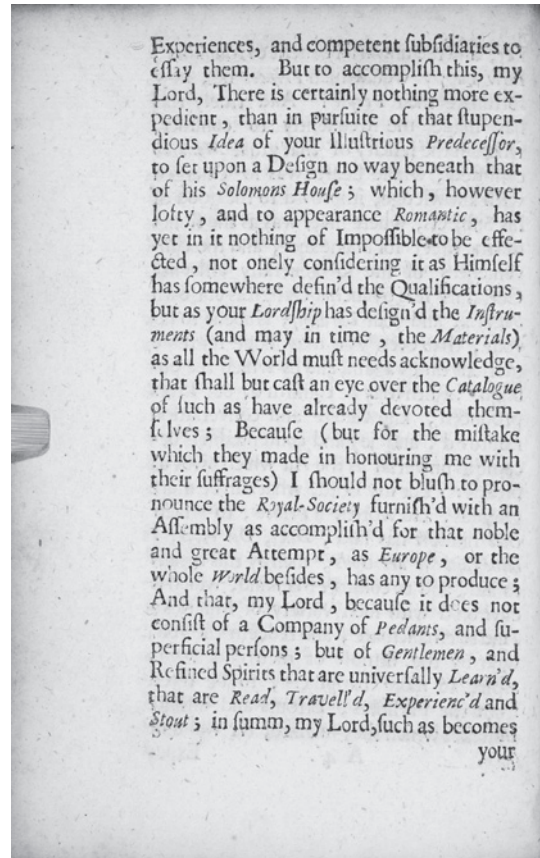 Experiences, and competent ſubſidiaries to
eſſay them. But to accompliſh this, my
Lord, There is certainly nothing more ex-
pedient, than in purſuite of that ſtupen-
dious Idea of your Illuſtrious Predeceſſor,
to ſet upon a Deſign no way beneath that
of his Solomons Houſe; which, however
lofty, and to appearance Romantic, has
yet in it nothing of Impoſſible to be effe-
cted, not onely conſidering it as Himſelf
has ſomewhere defin'd the Qualifications,
but as your Lordſhip has deſign'd the Inſtru-
ments (and may in time, the Materials)
as all the World muſt needs acknowledge,
that ſhall but caſt an eye over the Catalogue
of ſuch as have already devoted them-
ſelves; Becauſe (but for the miſtake
which they made in honouring me with
their ſuffrages) I ſhould not bluſh to pro-
nounce the Royal-Society furniſh'd with an
Aſſembly as accompliſh'd for that noble
and great Attempt, as Europe, or the
whole World beſides, has any to produce;
And that, my Lord, becauſe it does not
conſiſt of a Company of Pedants, and ſu-
perficial perſons; but of Gentlemen, and
Refined Spirits that are univerſally Learn'd,
that are Read, Travell'd, Experienc'd and
Stout; in ſumm, my Lord, ſuch as becomes
your